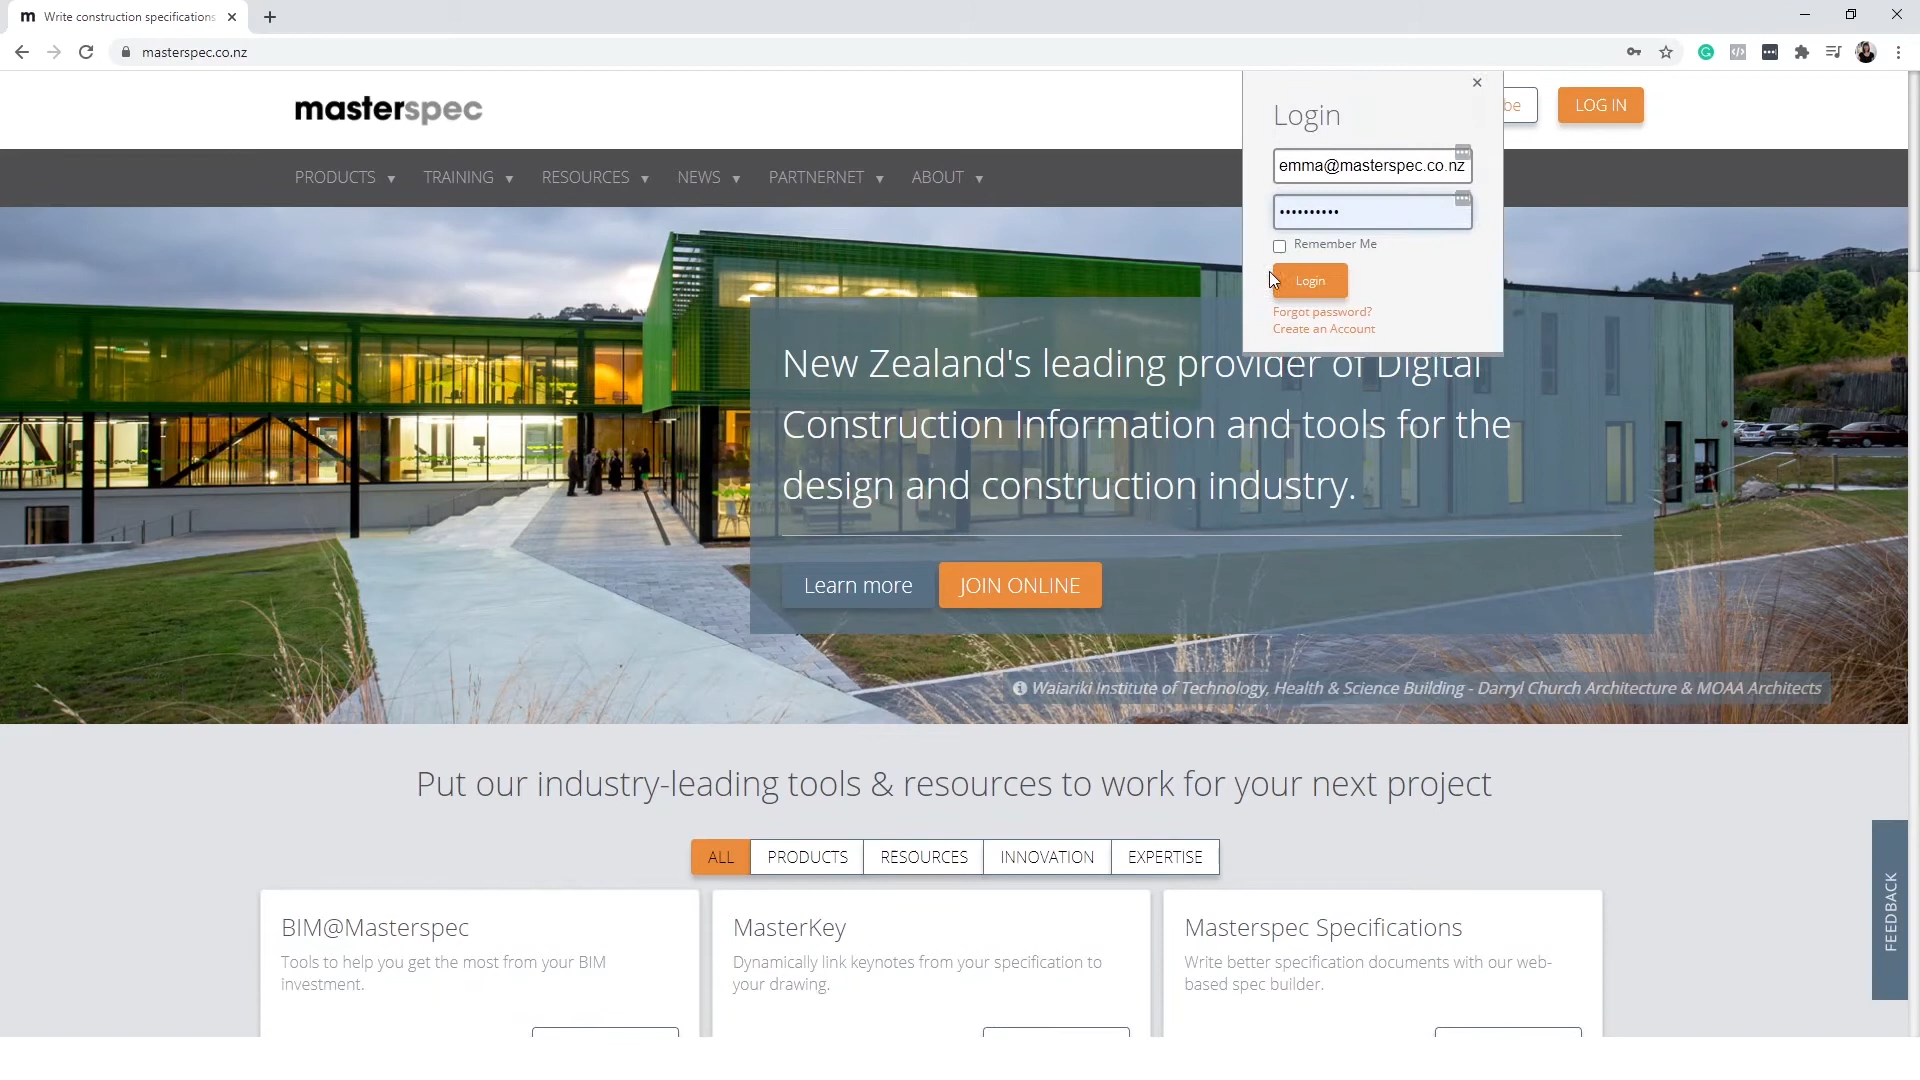 Write construction specifications
masterspec.co.nz
masterspec
be
LOG IN
Login
emma@masterspec.co.nz
••••••••••
Remember Me
Login
Forgot password?
Create an Account
PRODUCTS TRAINING RESOURCES NEWS PARTNERNET ABOUT
New Zealand's leading provider of Digital
Construction Information and tools for the
design and construction industry.
Learn more JOIN ONLINE
Waiariki Institute of Technology, Health & Science Building - Darryl Church Architecture & MOAA Architects
Put our industry-leading tools & resources to work for your next project
ALL PRODUCTS RESOURCES INNOVATION EXPERTISE
BIM@Masterspec
Tools to help you get the most from your BIM
investment.
MasterKey
Dynamically link keynotes from your specification to
your drawing.
Masterspec Specifications
Write better specification documents with our web-
based spec builder.
FEEDBACK